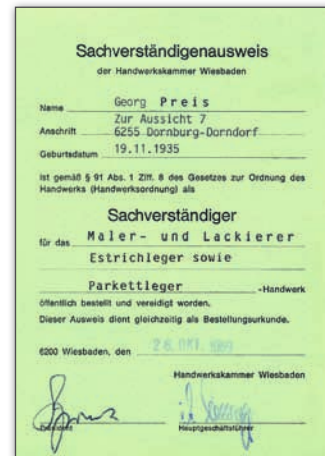 Sachverständigenausweis
der Handwerkskammer Wiesbaden
Name Georg Preis
Zur Aussicht 7
Anschrift 6255 Dornburg-Dorndorf
Geburtsdatum 19.11.1935
ist gemäß § 91 Abs. 1 Ziff. 8 des Gesetzes zur Ordnung des
Handwerks (Handwerksordnung) als
Sachverständiger
für das Maler- und Lackierer
Estrichleger sowie
Parkettleger -Handwerk
öffentlich bestellt und vereidigt worden.
Dieser Ausweis dient gleichzeitig als Bestellungsurkunde.
6200 Wiesbaden, den
Handwerkskammer Wiesbaden
Präsident Hauptgeschäftsführer